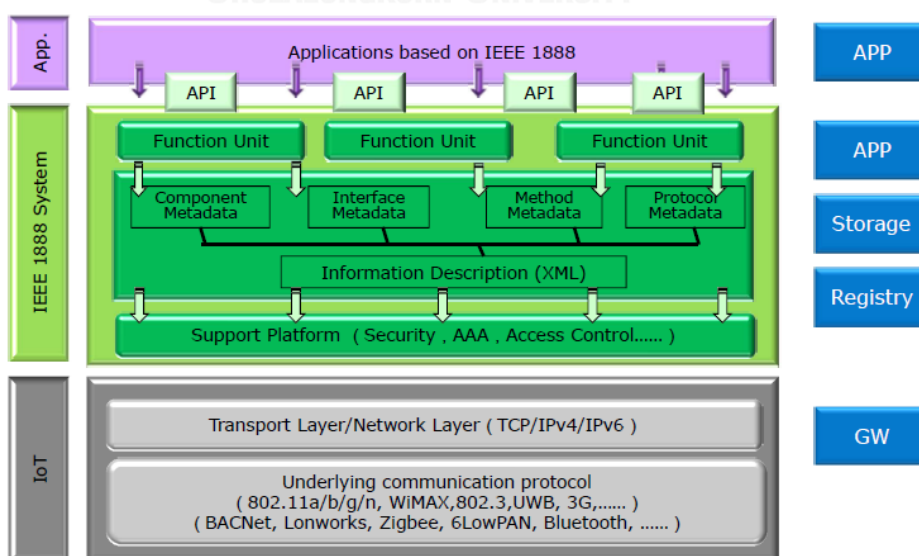 App.
Applications based on IEEE 1888
API
API
API
API
APP
IEEE 1888 System
Function Unit
Function Unit
Function Unit
APP
Component
Metadata
Interface
Metadata
Method
Metadata
Protocol
Metadata
Storage
Information Description (XML)
Registry
Support Platform ( Security , AAA , Access Control...... )
IoT
Transport Layer/Network Layer ( TCP/IPv4/IPv6 )
GW
Underlying communication protocol
( 802.11a/b/g/n, WiMAX,802.3,UWB, 3G,...... )
( BACNet, Lonworks, Zigbee, 6LowPAN, Bluetooth, ...... )